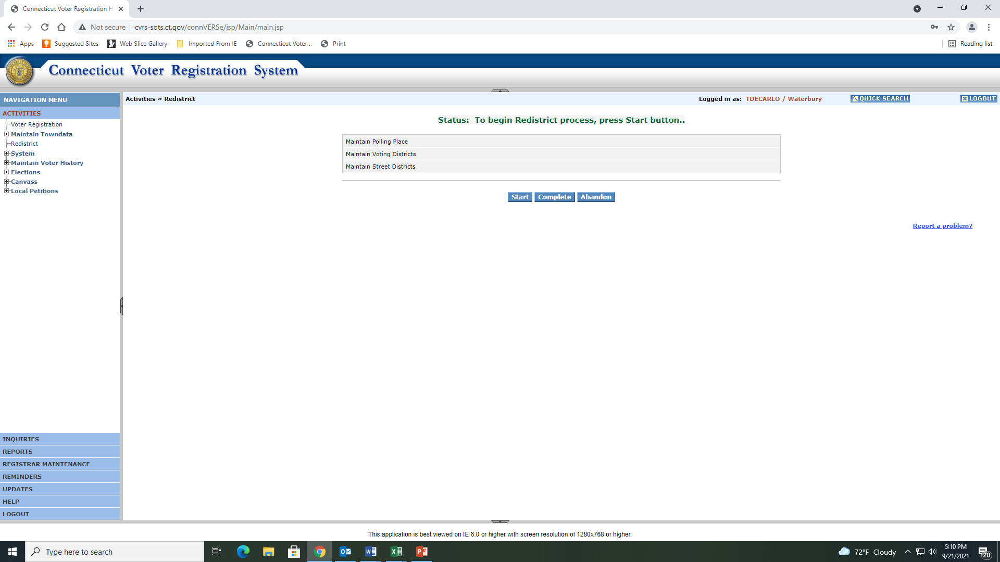 Connecticut Voter Registration H
Not secure
cvrs-sots.ct.gov/connVERSe/jsp/Main/main.jsp
Apps
Suggested Sites
Web Slice Gallery
Imported From IE
Connecticut Voter...
Print
Reading list
Connecticut Voter Registration System
NAVIGATION MENU
ACTIVITIES
Voter Registration
Maintain Towndata
Redistrict
System
Maintain Voter History
Elections
Canvass
Local Petitions
INQUIRIES
REPORTS
REGISTRAR MAINTENANCE
REMINDERS
UPDATES
HELP
LOGOUT
Activities » Redistrict
Logged in as: TDECARLO / Waterbury
QUICK SEARCH
LOGOUT
Status: To begin Redistrict process, press Start button..
Maintain Polling Place
Maintain Voting Districts
Maintain Street Districts
Start
Complete
Abandon
Report a problem?
This application is best viewed on IE 6.0 or higher with screen resolution of 1280x768 or higher.
Type here to search
72°F Cloudy
5:10 PM
9/21/2021
20